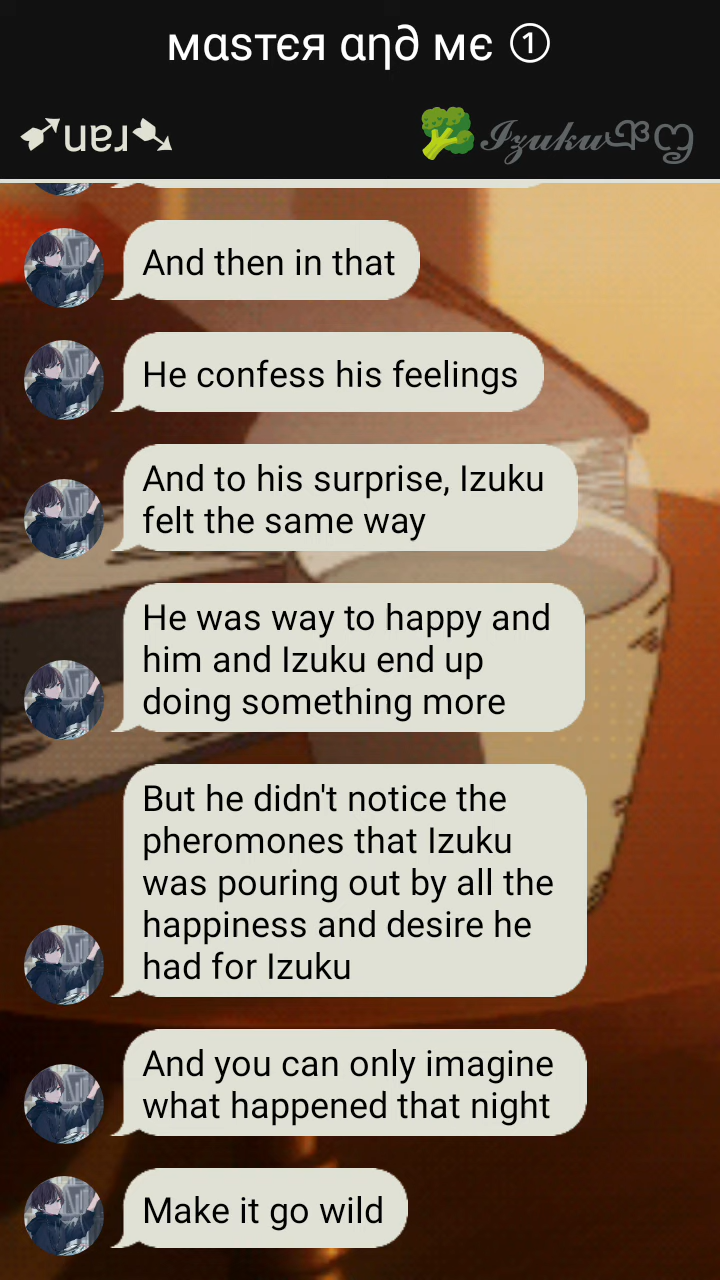 мαsтєя αη∂ мє ①
➶uɐɹ➴
🥦𝓘𝔃𝓾𝓴𝓾
And then in that
He confess his feelings
And to his surprise, Izuku
felt the same way
He was way to happy and
him and Izuku end up
doing something more
But he didn't notice the
pheromones that Izuku
was pouring out by all the
happiness and desire he
had for Izuku
And you can only imagine
what happened that night
Make it go wild